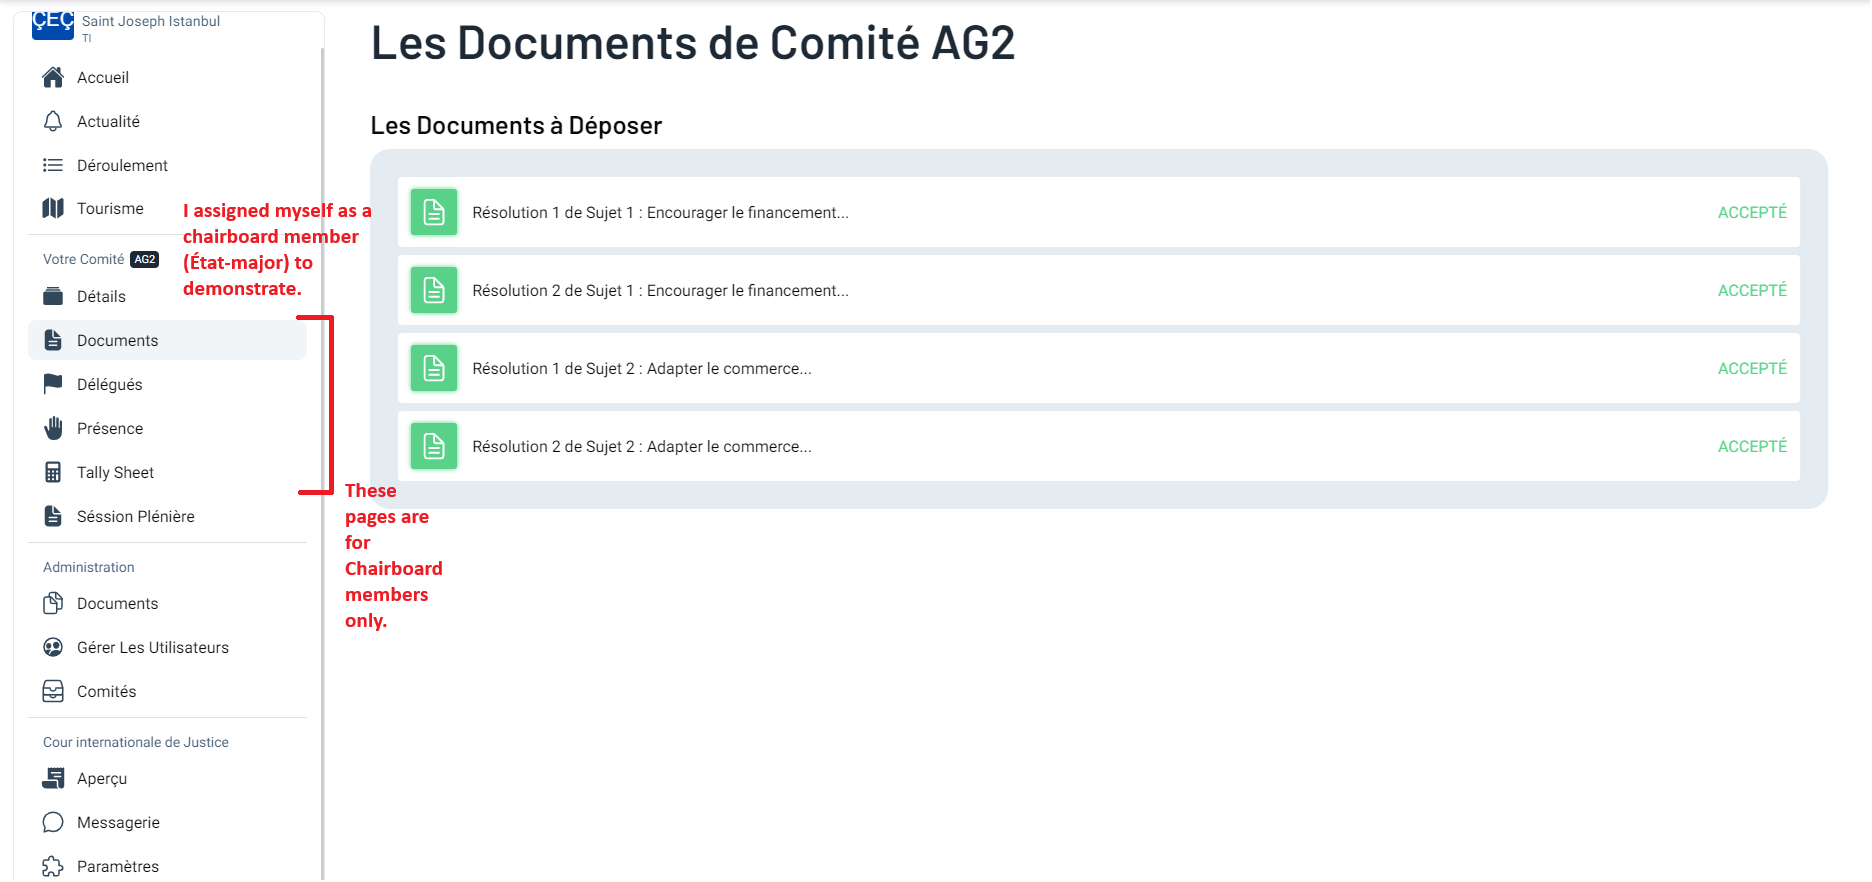 ÇEÇ
Saint Joseph Istanbul
TI
Accueil
Actualité
Déroulement
Tourisme
Votre Comité AG2
Détails
Documents
Délégués
Présence
Tally Sheet
Séssion Plénière
Administration
Documents
Gérer Les Utilisateurs
Comités
Cour internationale de Justice
Aperçu
Messagerie
Paramètres
I assigned myself as a
chairboard member
(État-major) to
demonstrate.
These
pages are
for
Chairboard
members
only.
Les Documents de Comité AG2
Les Documents à Déposer
Résolution 1 de Sujet 1 : Encourager le financement... ACCEPTÉ
Résolution 2 de Sujet 1 : Encourager le financement... ACCEPTÉ
Résolution 1 de Sujet 2 : Adapter le commerce... ACCEPTÉ
Résolution 2 de Sujet 2 : Adapter le commerce... ACCEPTÉ